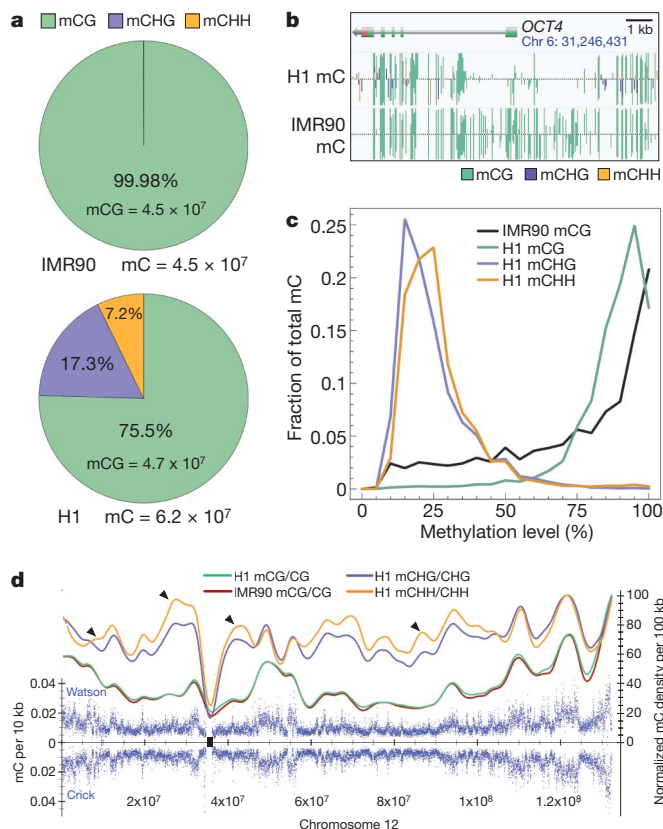 a
mCG mCHG mCHH
99.98%
mCG = 4.5 × 10⁷
IMR90 mC = 4.5 × 10⁷
7.2%
17.3%
75.5%
mCG = 4.7 x 10⁷
H1 mC = 6.2 × 10⁷
b
OCT4
1 kb
Chr 6: 31,246,431
H1 mC
IMR90
mC
mCG mCHG mCHH
c
0.25
0.2
0.15
0.1
0.05
0
Fraction of total mC
IMR90 mCG
H1 mCG
H1 mCHG
H1 mCHH
0 25 50 75 100
Methylation level (%)
d
H1 mCG/CG H1 mCHG/CHG
IMR90 mCG/CG H1 mCHH/CHH
0.04
0.02
0
0.02
0.04
mC per 10 kb
Watson
Crick
100
80
60
40
20
0
Normalized mC density per 100 kb
2x10⁷ 4x10⁷ 6x10⁷ 8x10⁷ 1x10⁸ 1.2x10⁸
Chromosome 12